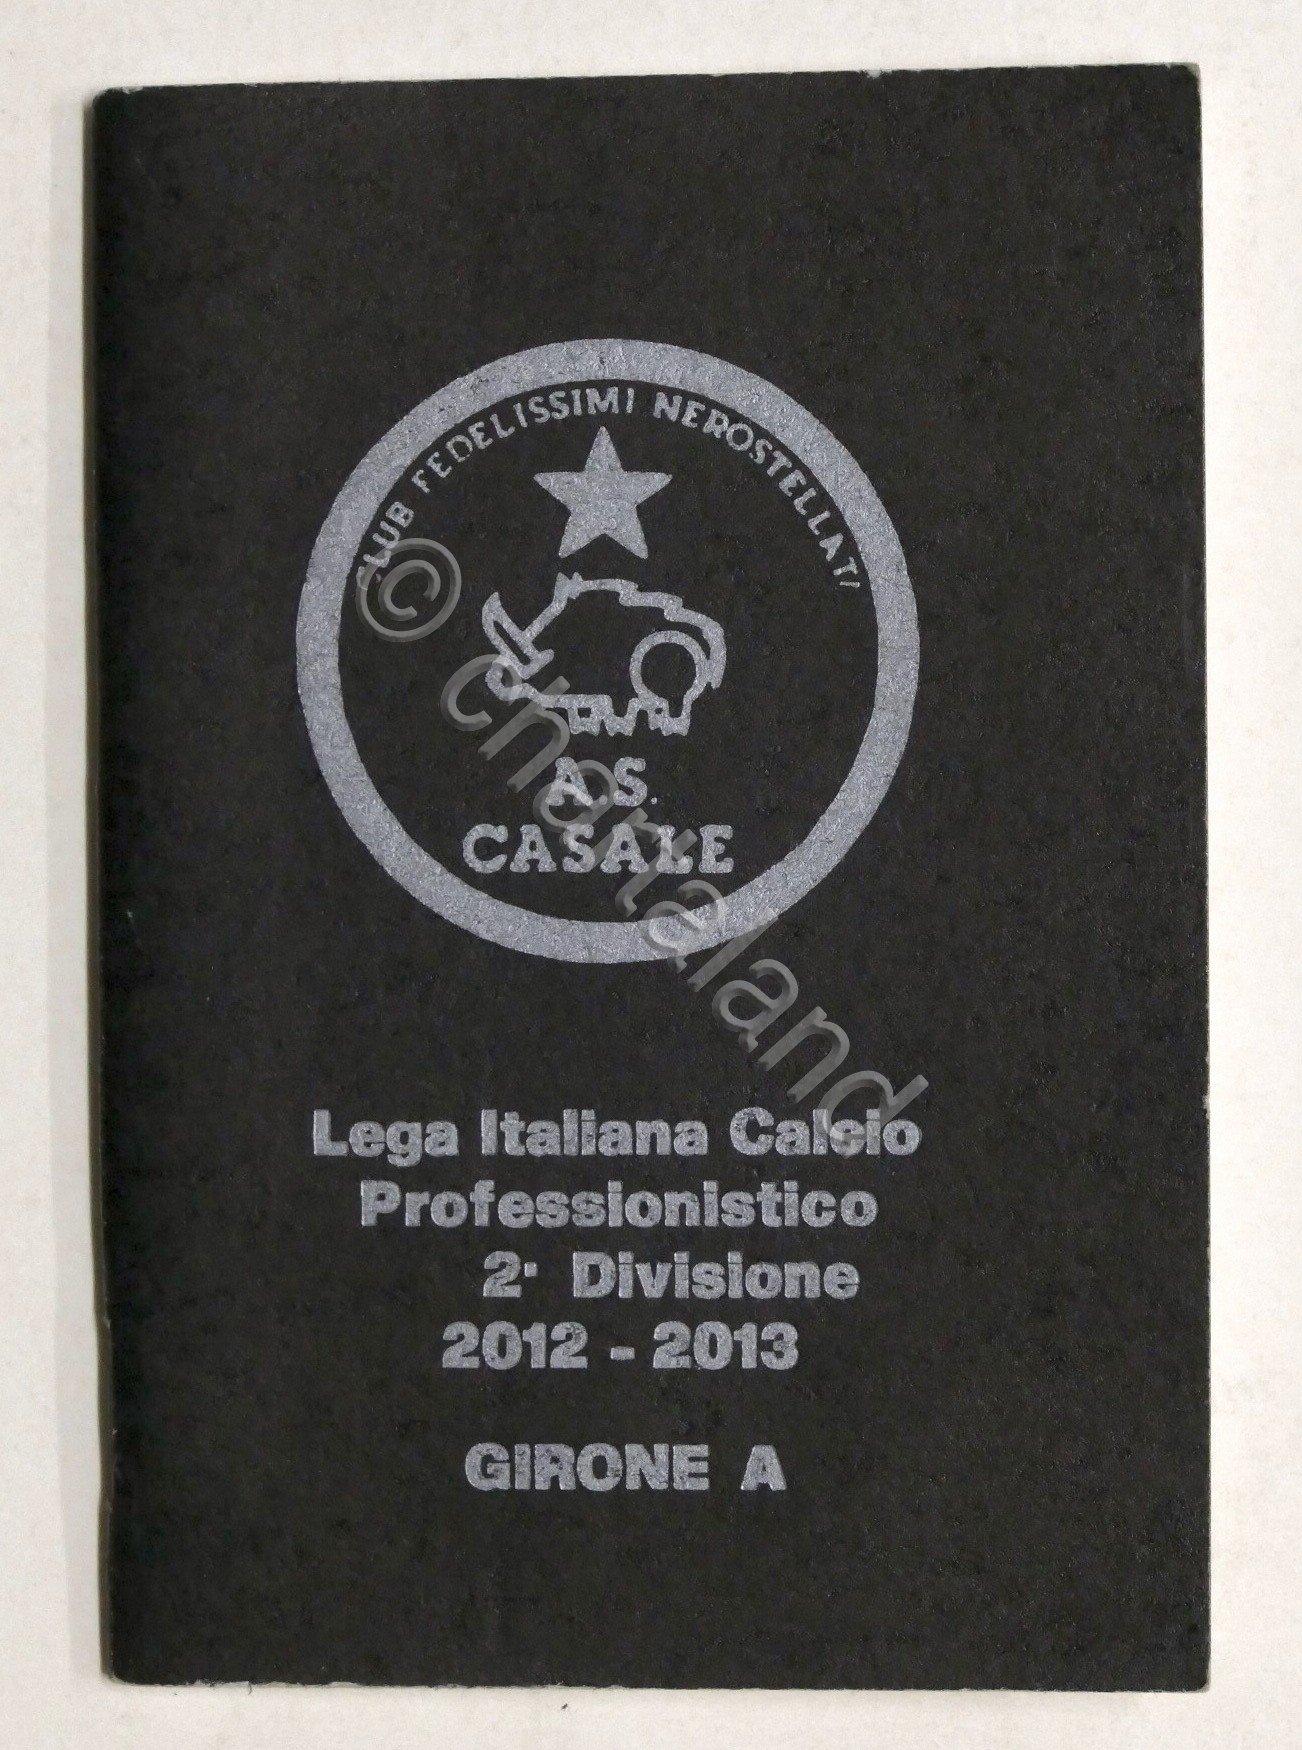 CLUB FEDELISSIMI NEROSTELLATI
A.S.
CASALE
Lega Italiana Calcio
Professionistico
2ª Divisione
2012 - 2013
GIRONE A
© chartaland